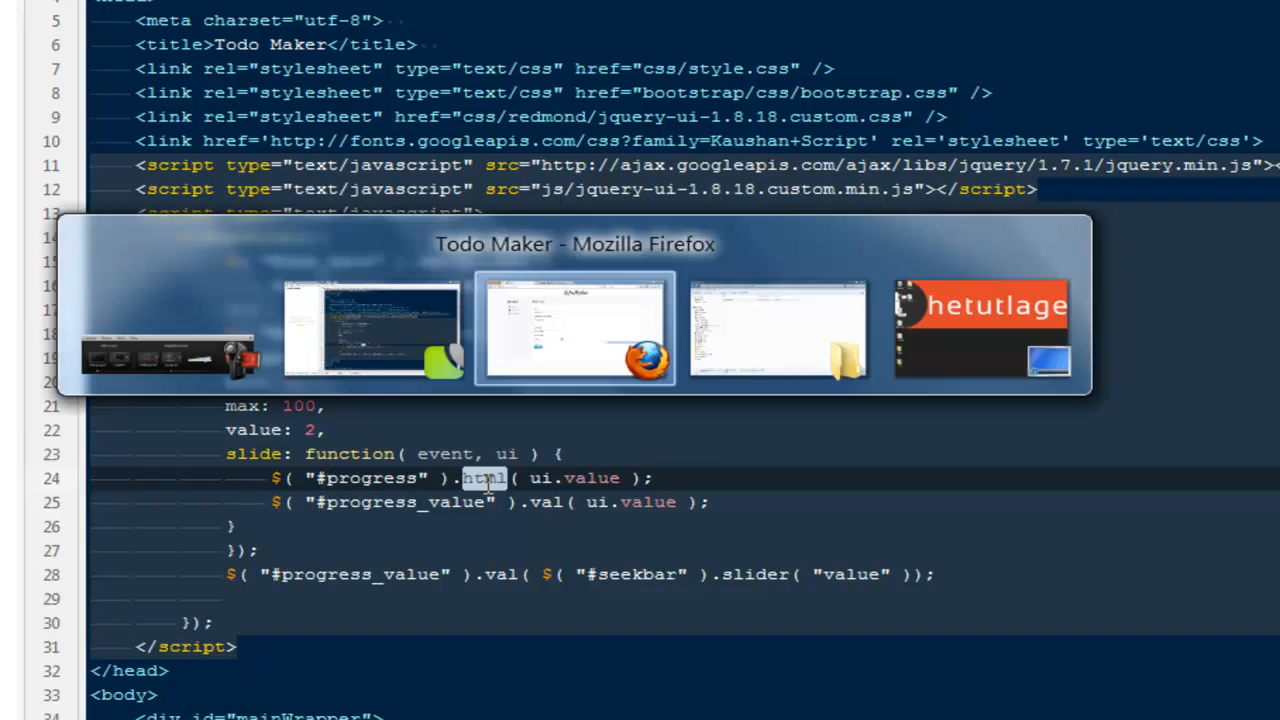 5 <meta charset="utf-8">
6 <title>Todo Maker</title>
7 <link rel="stylesheet" type="text/css" href="css/style.css" />
8 <link rel="stylesheet" type="text/css" href="bootstrap/css/bootstrap.css" />
9 <link rel="stylesheet" href="css/redmond/jquery-ui-1.8.18.custom.css" />
10 <link href='http://fonts.googleapis.com/css?family=Kaushan+Script' rel='stylesheet' type='text/css'>
11 <script type="text/javascript" src="http://ajax.googleapis.com/ajax/libs/jquery/1.7.1/jquery.min.js"><
12 <script type="text/javascript" src="js/jquery-ui-1.8.18.custom.min.js"></script>
13 <script type="text/javascript">
Todo Maker - Mozilla Firefox
hetutlage
21 max: 100,
22 value: 2,
23 slide: function( event, ui ) {
24 $( "#progress" ).html( ui.value );
25 $( "#progress_value" ).val( ui.value );
26 }
27 });
28 $( "#progress_value" ).val( $( "#seekbar" ).slider( "value" ));
29
30 });
31 </script>
32 </head>
33 <body>
34 <div id="mainWrapper">